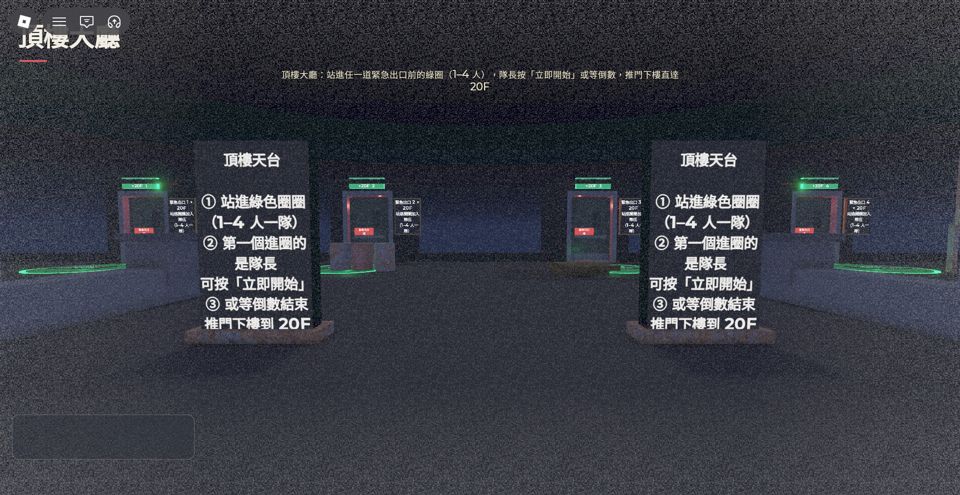 頂樓大廳
頂樓大廳：站進任一道緊急出口前的綠圈（1–4 人），隊長按「立即開始」或等倒數，推門下樓直達
20F
頂樓天台
① 站進綠色圈圈
（1–4 人一隊）
② 第一個進圈的
是隊長
可按「立即開始」
③ 或等倒數結束
推門下樓到 20F
頂樓天台
① 站進綠色圈圈
（1–4 人一隊）
② 第一個進圈的
是隊長
可按「立即開始」
③ 或等倒數結束
推門下樓到 20F